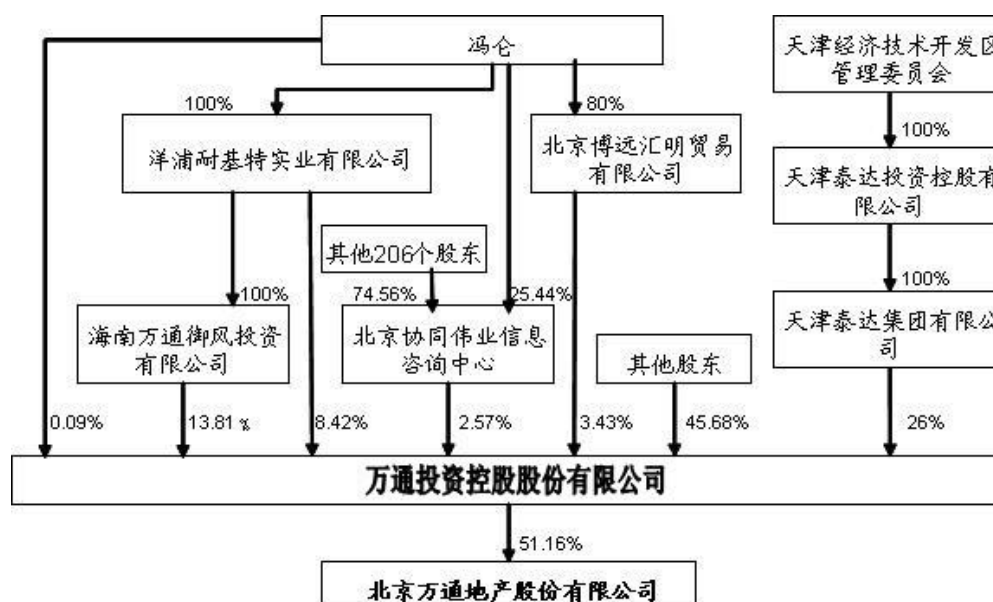 冯仑
天津经济技术开发区
管理委员会
100%
80%
100%
洋浦耐基特实业有限公司
北京博远汇明贸易
有限公司
天津泰达投资控股有
限公司
其他206个股东
100%
74.56%
25.44%
100%
海南万通御风投资
有限公司
北京协同伟业信息
咨询中心
其他股东
天津泰达集团有限公
司
0.09%
13.81%
8.42%
2.57%
3.43%
45.68%
26%
万通投资控股股份有限公司
51.16%
北京万通地产股份有限公司